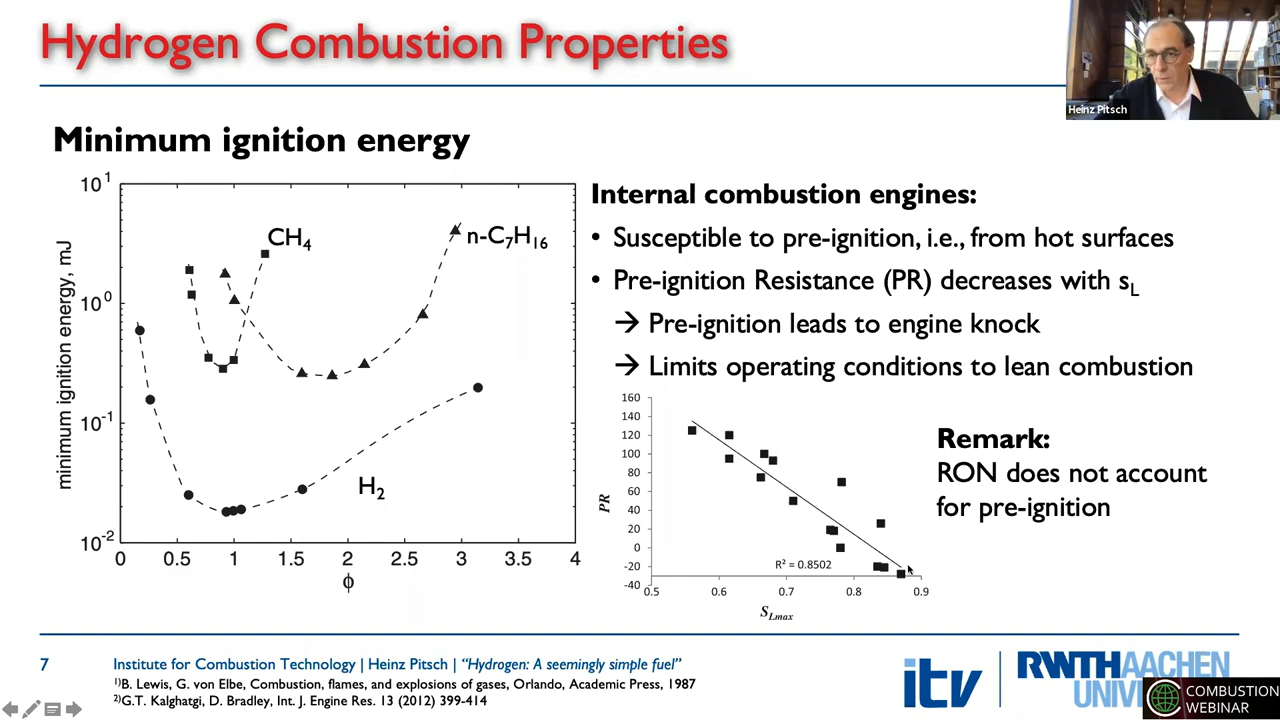 Hydrogen Combustion Properties
Heinz Pitsch
Minimum ignition energy
10¹
10⁰
10⁻¹
10⁻²
minimum ignition energy, mJ
CH₄
n-C₇H₁₆
H₂
0 0.5 1 1.5 2 2.5 3 3.5 4
ϕ
Internal combustion engines:
• Susceptible to pre-ignition, i.e., from hot surfaces
• Pre-ignition Resistance (PR) decreases with s_L
→ Pre-ignition leads to engine knock
→ Limits operating conditions to lean combustion
160
140
120
100
80
60
40
20
0
-20
-40
PR
R² = 0.8502
0.5 0.6 0.7 0.8 0.9
S_Lmax
Remark:
RON does not account
for pre-ignition
7
Institute for Combustion Technology | Heinz Pitsch | “Hydrogen: A seemingly simple fuel”
¹⁾B. Lewis, G. von Elbe, Combustion, flames, and explosions of gases, Orlando, Academic Press, 1987
²⁾G.T. Kalghatgi, D. Bradley, Int. J. Engine Res. 13 (2012) 399-414
itv
RWTHAACHEN
UNIV
COMBUSTION
WEBINAR